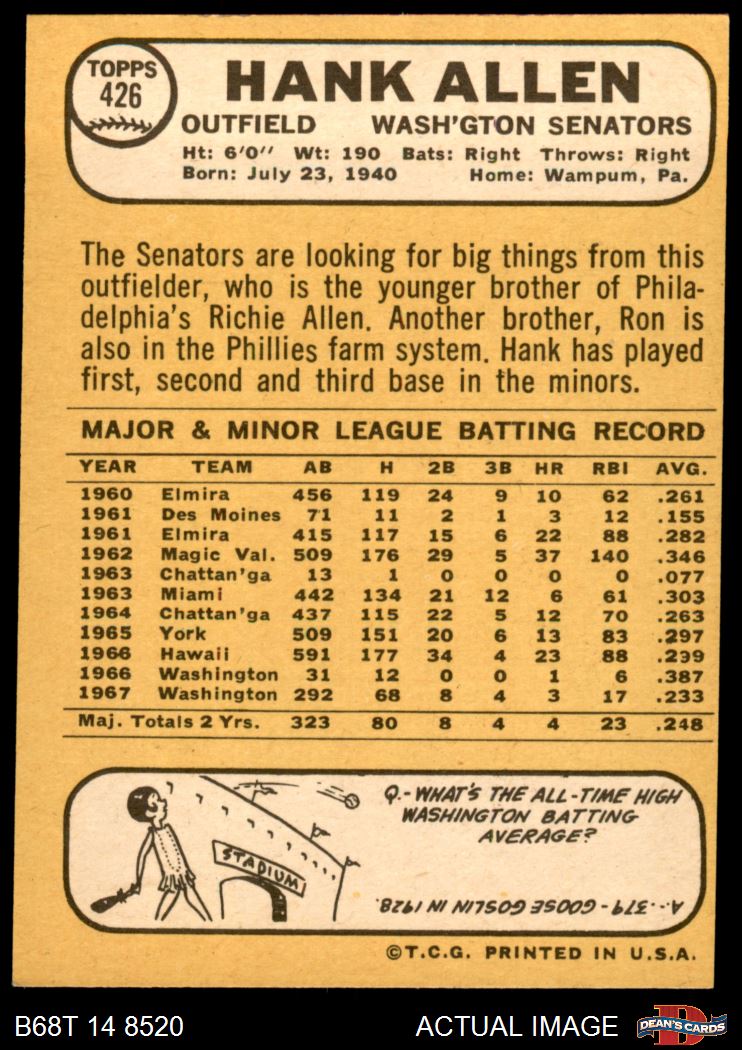 TOPPS
426
HANK ALLEN
OUTFIELD WASH'GTON SENATORS
Ht: 6'0" Wt: 190 Bats: Right Throws: Right
Born: July 23, 1940 Home: Wampum, Pa.
The Senators are looking for big things from this
outfielder, who is the younger brother of Phila-
delphia's Richie Allen. Another brother, Ron is
also in the Phillies farm system. Hank has played
first, second and third base in the minors.
MAJOR & MINOR LEAGUE BATTING RECORD
YEAR TEAM AB H 2B 3B HR RBI AVG.
1960 Elmira 456 119 24 9 10 62 .261
1961 Des Moines 71 11 2 1 3 12 .155
1961 Elmira 415 117 15 6 22 88 .282
1962 Magic Val. 509 176 29 5 37 140 .346
1963 Chattan'ga 13 1 0 0 0 0 .077
1963 Miami 442 134 21 12 6 61 .303
1964 Chattan'ga 437 115 22 5 12 70 .263
1965 York 509 151 20 6 13 83 .297
1966 Hawaii 591 177 34 4 23 88 .299
1966 Washington 31 12 0 0 1 6 .387
1967 Washington 292 68 8 4 3 17 .233
Maj. Totals 2 Yrs. 323 80 8 4 4 23 .248
Q.- WHAT'S THE ALL-TIME HIGH
WASHINGTON BATTING
AVERAGE?
STADIUM
A.- .379 - GOOSE GOSLIN IN 1928.
©T.C.G. PRINTED IN U.S.A.
B68T 14 8520 ACTUAL IMAGE
D
DEAN'S CARDS